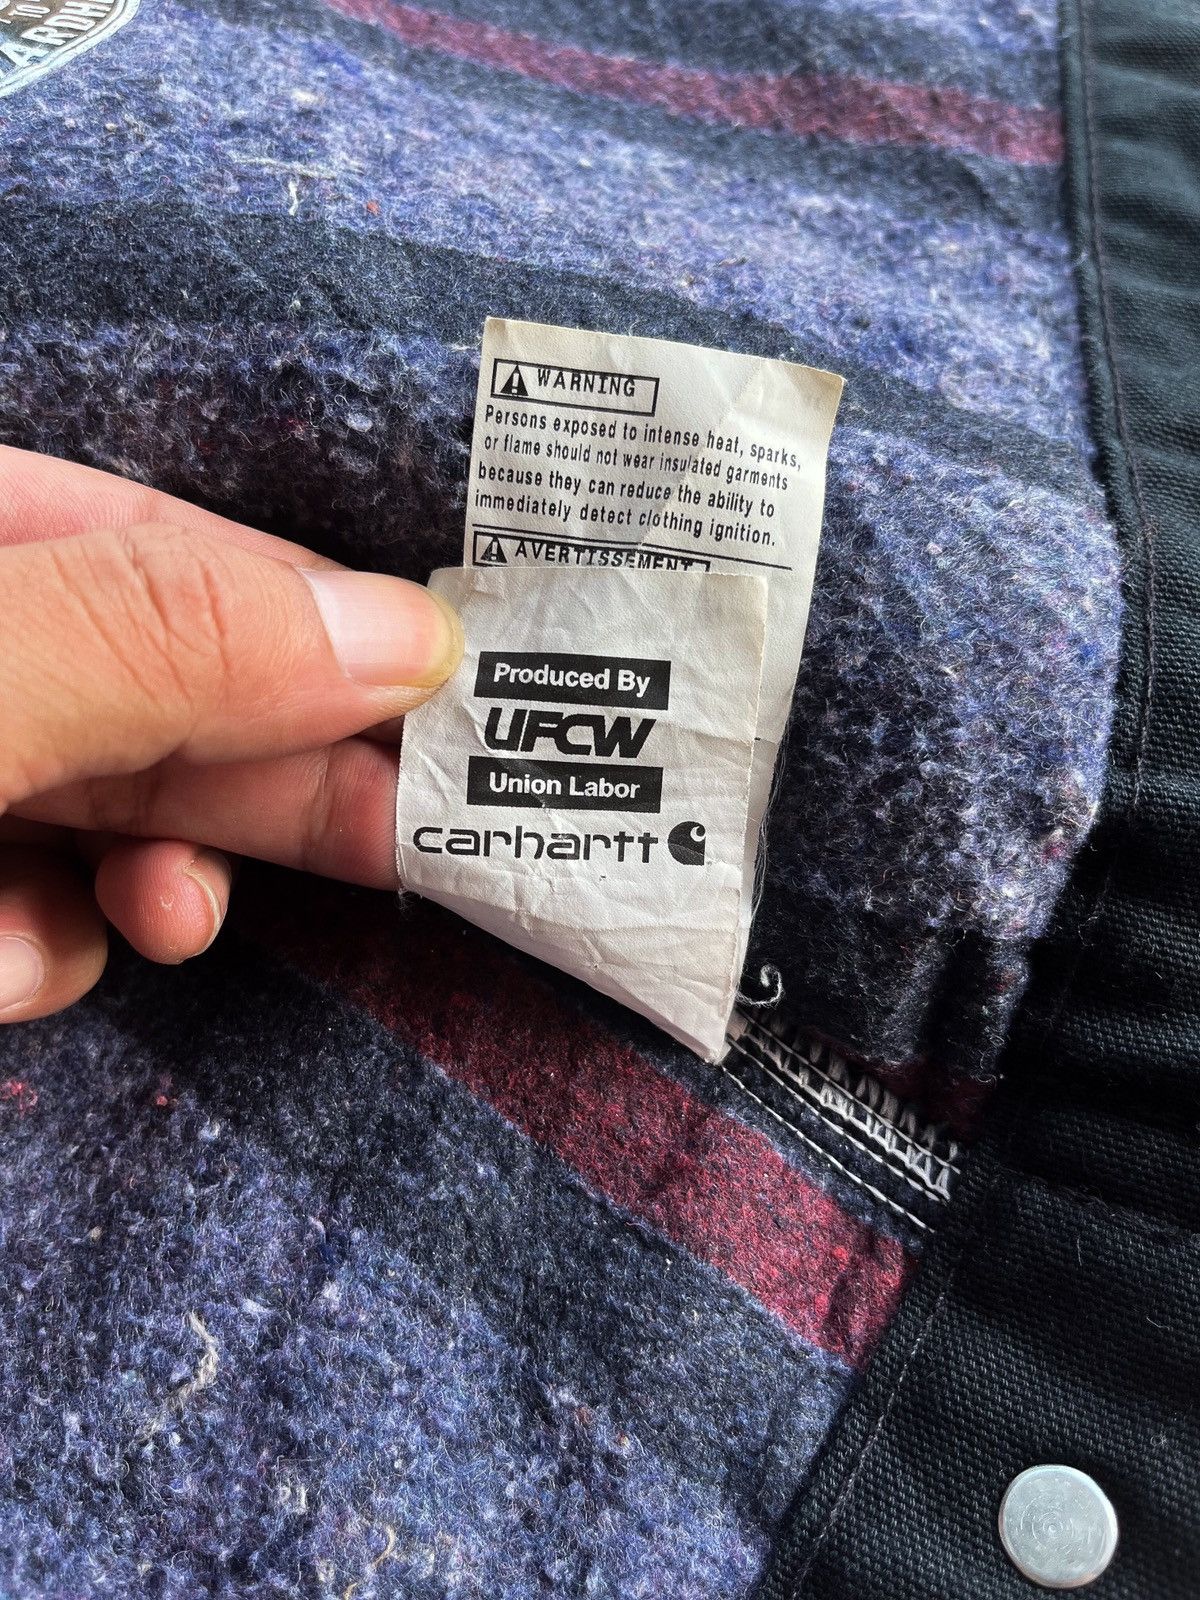 WARNING
Persons exposed to intense heat, sparks,
or flame should not wear insulated garments
because they can reduce the ability to
immediately detect clothing ignition.
AVERTISSEMENT
Produced By
UFCW
Union Labor
carhartt